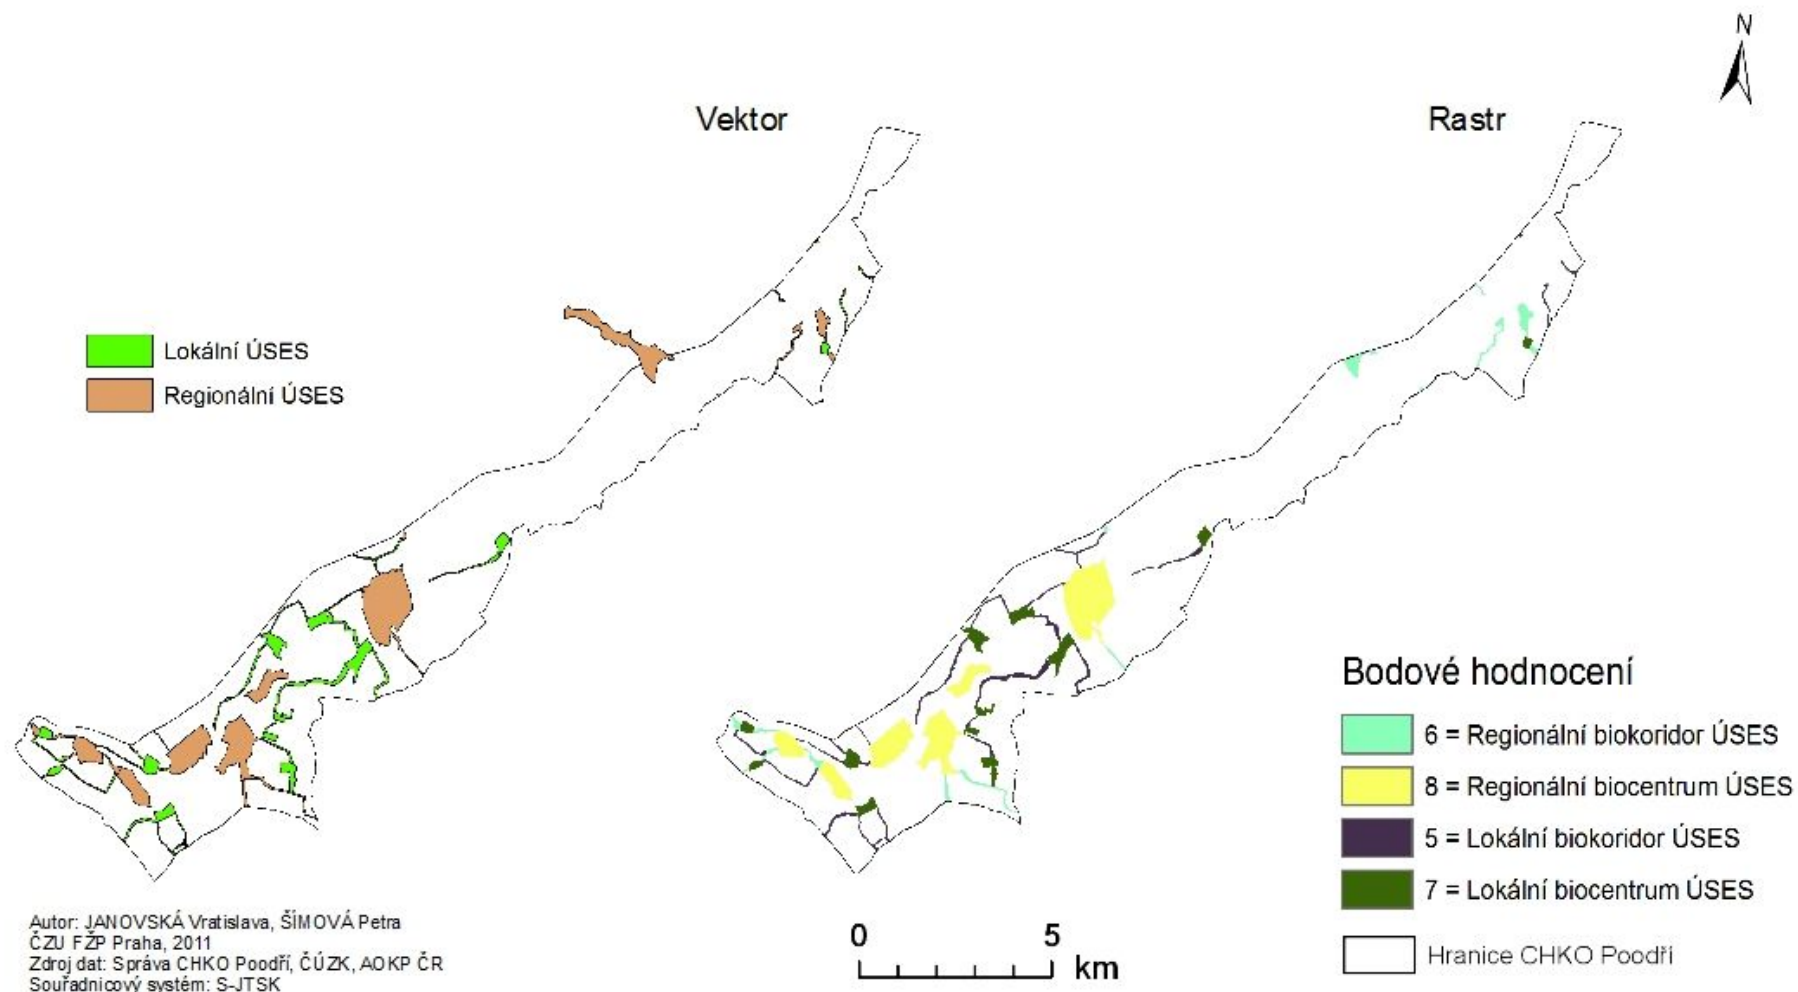 N
Vektor
Rastr
Lokální ÚSES
Regionální ÚSES
Bodové hodnocení
6 = Regionální biokoridor ÚSES
8 = Regionální biocentrum ÚSES
5 = Lokální biokoridor ÚSES
7 = Lokální biocentrum ÚSES
Hranice CHKO Poodří
Autor: JANOVSKÁ Vratislava, ŠÍMOVÁ Petra
ČZU FŽP Praha, 2011
Zdroj dat: Správa CHKO Poodří, ČÚZK, AOKP ČR
Souřadnicový systém: S-JTSK
0 5
km